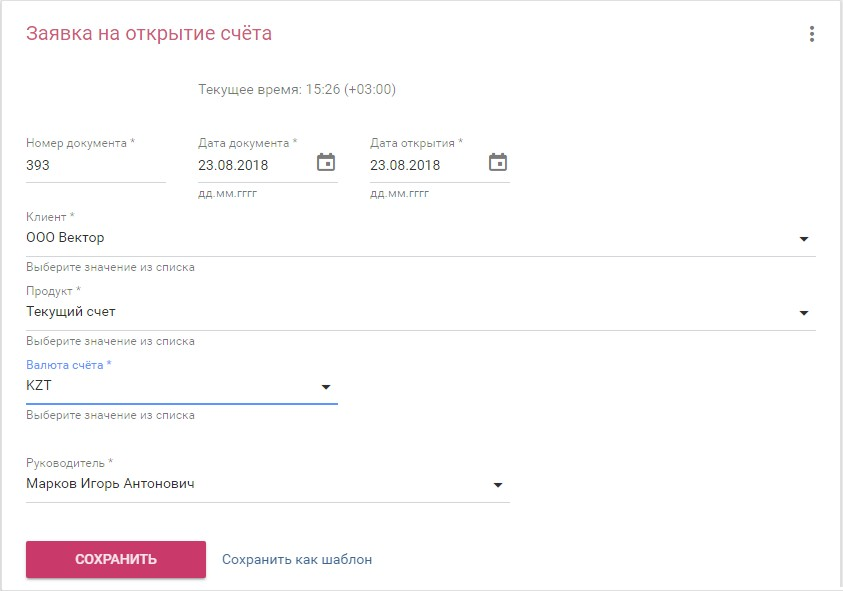 Заявка на открытие счёта
Текущее время: 15:26 (+03:00)
Номер документа * Дата документа * Дата открытия *
393 23.08.2018 23.08.2018
дд.мм.гггг дд.мм.гггг
Клиент *
ООО Вектор
Выберите значение из списка
Продукт *
Текущий счет
Выберите значение из списка
Валюта счёта *
KZT
Выберите значение из списка
Руководитель *
Марков Игорь Антонович
СОХРАНИТЬ Сохранить как шаблон